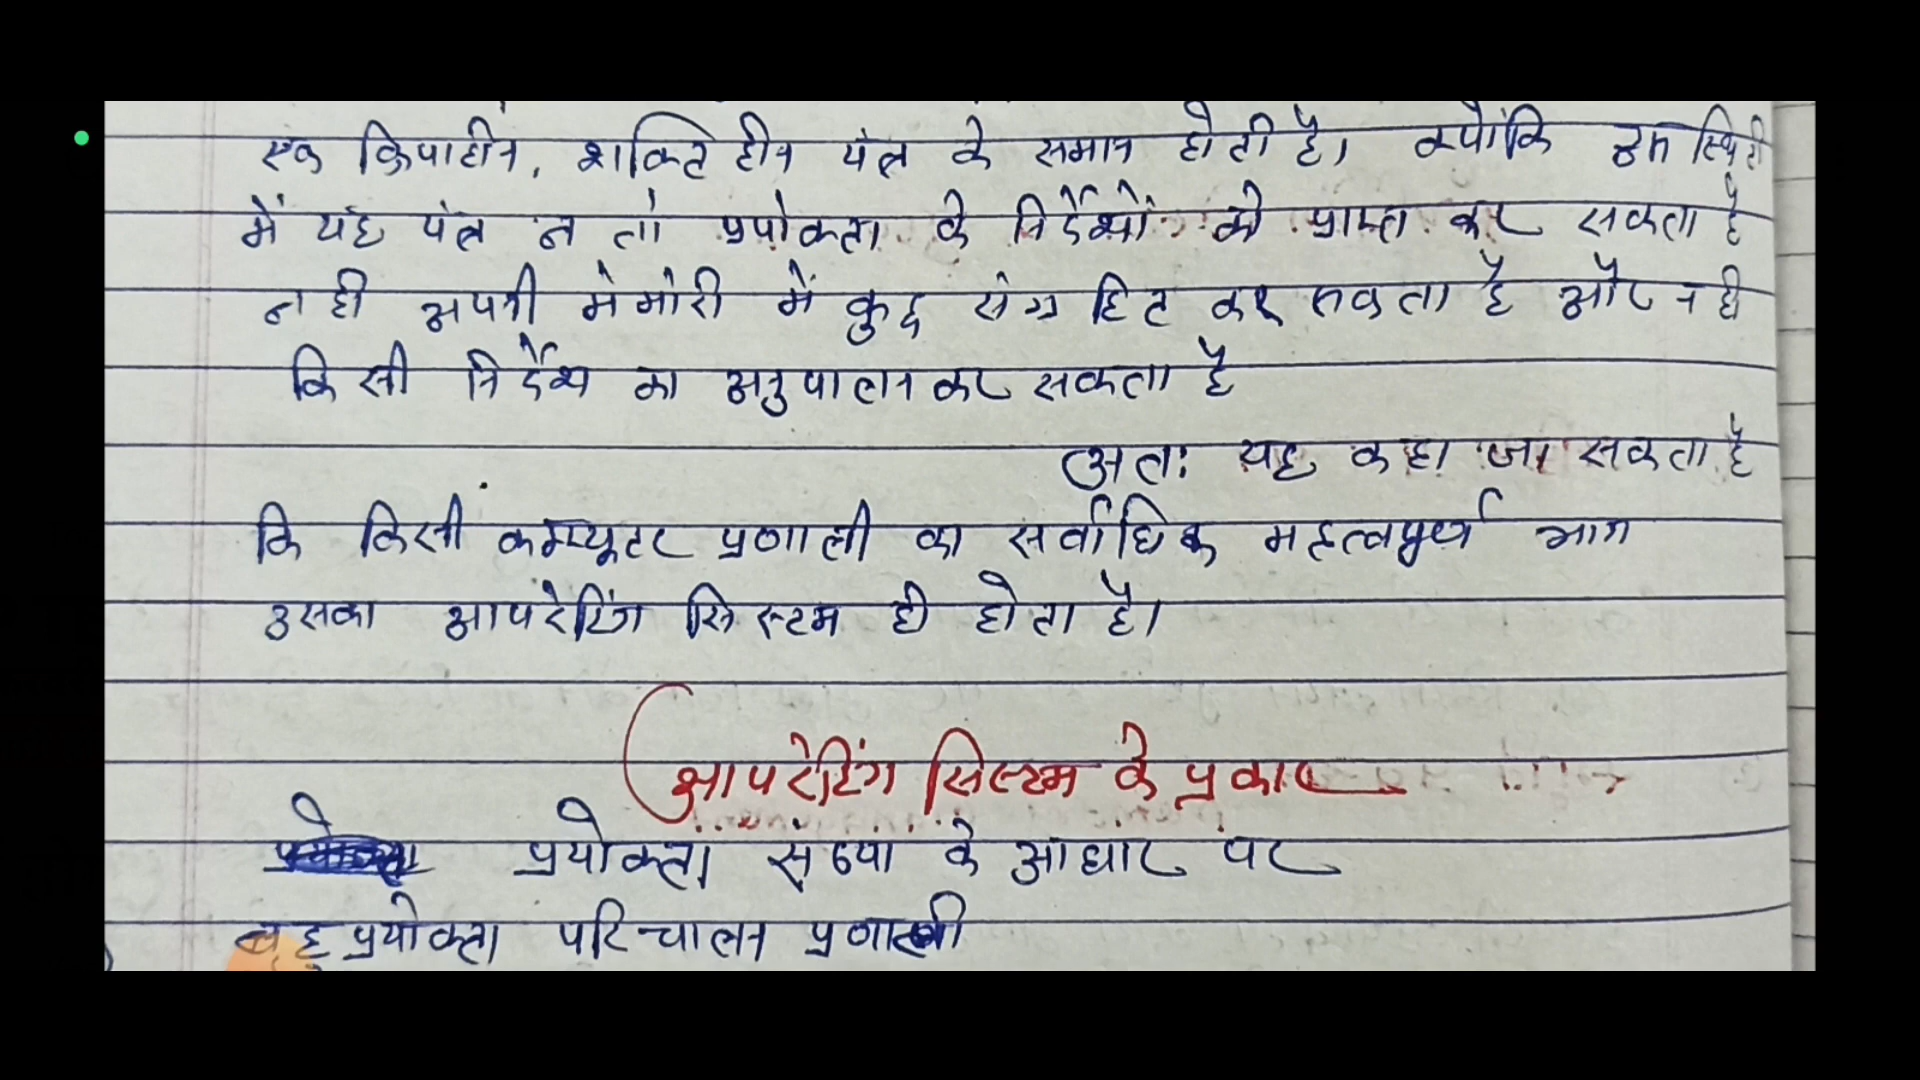 एक क्रियाहीन, शक्ति हीन यंत्र के समान होती है। क्योंकि इस स्थिती
में यह यंत्र न तो प्रयोक्ता के निर्देशों को प्राप्त कर सकता है
न ही अपनी मेमोरी में कुछ संग्रहित कर सकता है और न ही
किसी निर्देश का अनुपालन कर सकता है
अतः यह कहा जा सकता है
कि किसी कम्प्यूटर प्रणाली का सर्वाधिक महत्वपूर्ण भाग
उसका आपरेटिंग सिस्टम ही होता है।
आपरेटिंग सिस्टम के प्रकार
प्रयोक्ता संख्या के आधार पर
बहुप्रयोक्ता परिचालन प्रणाली